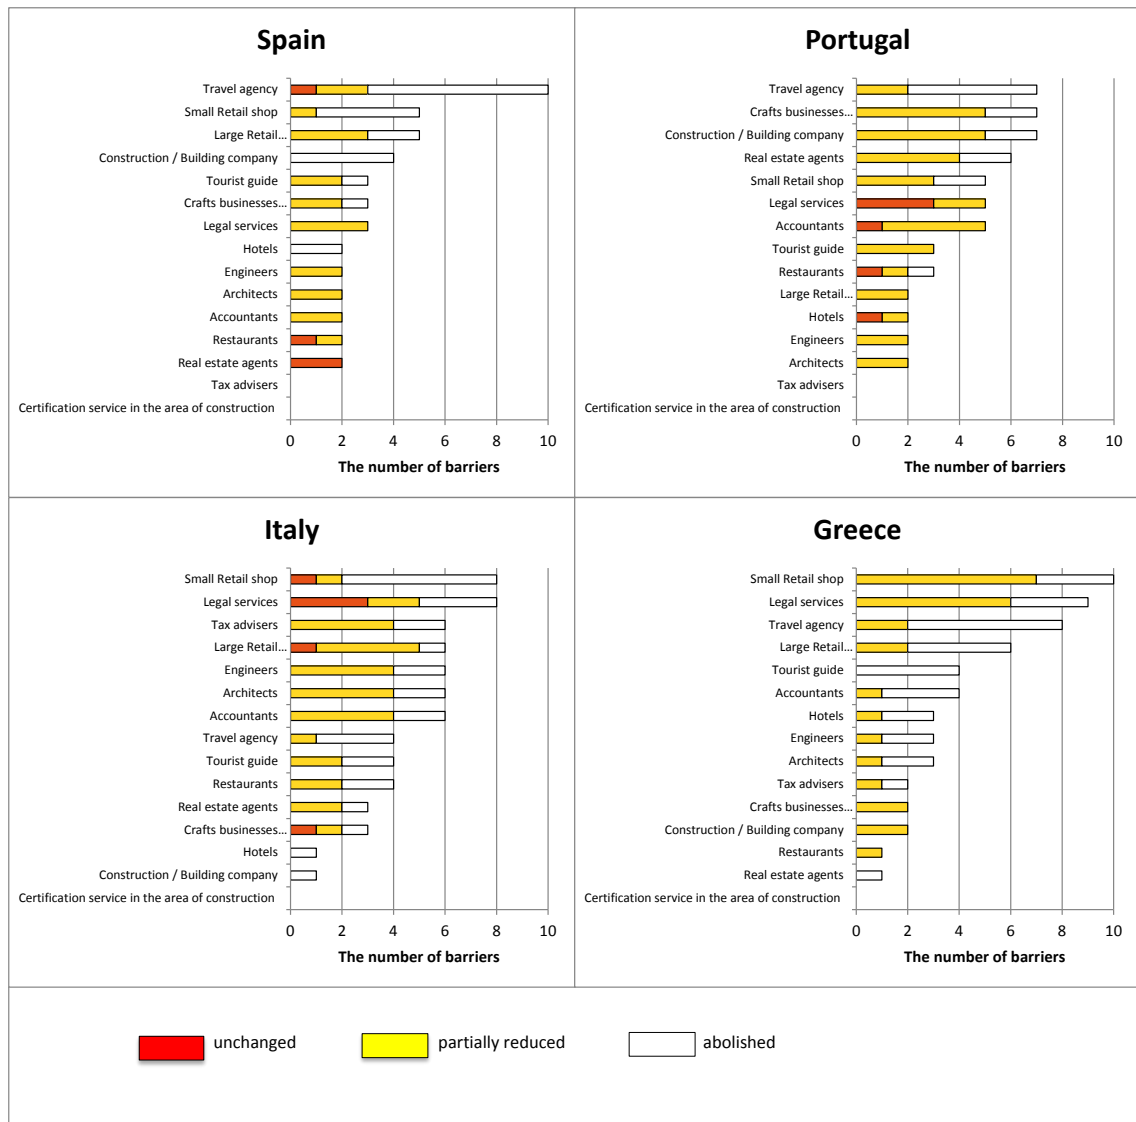 Spain
Travel agency
Small Retail shop
Large Retail…
Construction / Building company
Tourist guide
Crafts businesses…
Legal services
Hotels
Engineers
Architects
Accountants
Restaurants
Real estate agents
Tax advisers
Certification service in the area of construction
0 2 4 6 8 10
The number of barriers
Portugal
Travel agency
Crafts businesses…
Construction / Building company
Real estate agents
Small Retail shop
Legal services
Accountants
Tourist guide
Restaurants
Large Retail…
Hotels
Engineers
Architects
Tax advisers
Certification service in the area of construction
0 2 4 6 8 10
The number of barriers
Italy
Small Retail shop
Legal services
Tax advisers
Large Retail…
Engineers
Architects
Accountants
Travel agency
Tourist guide
Restaurants
Real estate agents
Crafts businesses…
Hotels
Construction / Building company
Certification service in the area of construction
0 2 4 6 8 10
The number of barriers
Greece
Small Retail shop
Legal services
Travel agency
Large Retail…
Tourist guide
Accountants
Hotels
Engineers
Architects
Tax advisers
Crafts businesses…
Construction / Building company
Restaurants
Real estate agents
Certification service in the area of construction
0 2 4 6 8 10
The number of barriers
unchanged partially reduced abolished